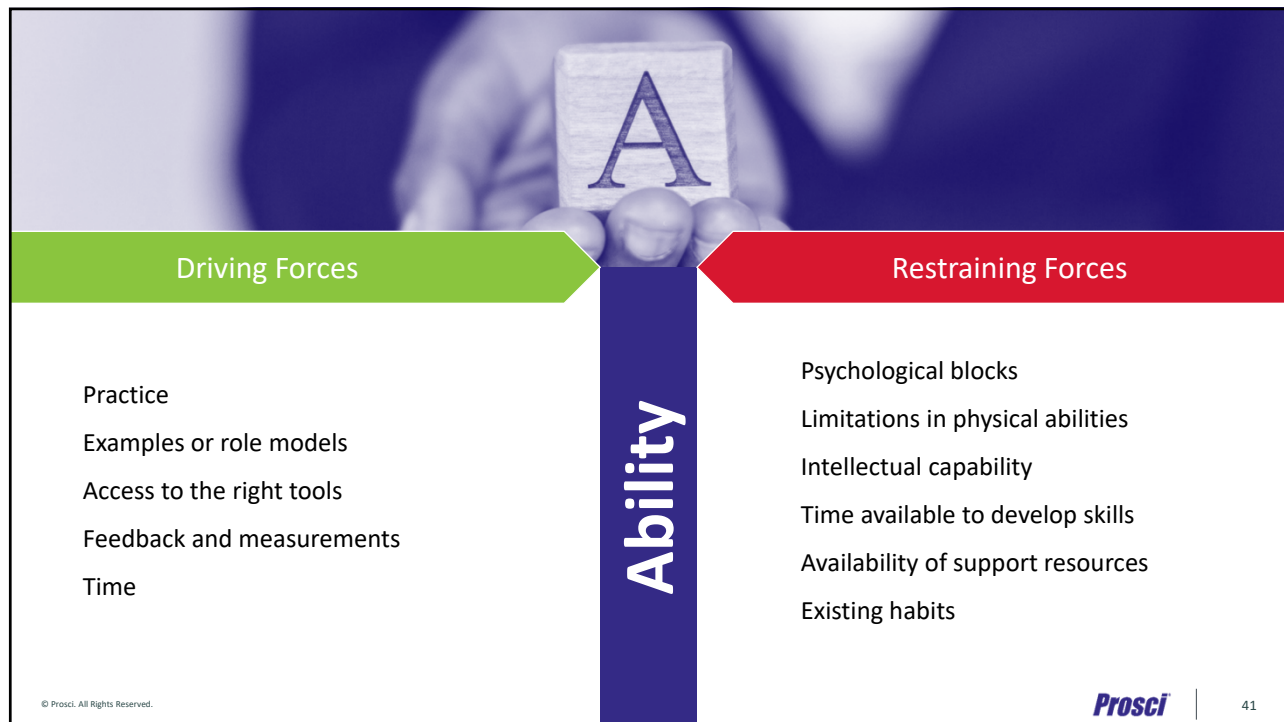 A
Driving Forces
Restraining Forces
Practice
Examples or role models
Access to the right tools
Feedback and measurements
Time
Ability
Psychological blocks
Limitations in physical abilities
Intellectual capability
Time available to develop skills
Availability of support resources
Existing habits
© Prosci. All Rights Reserved.
Prosci
41